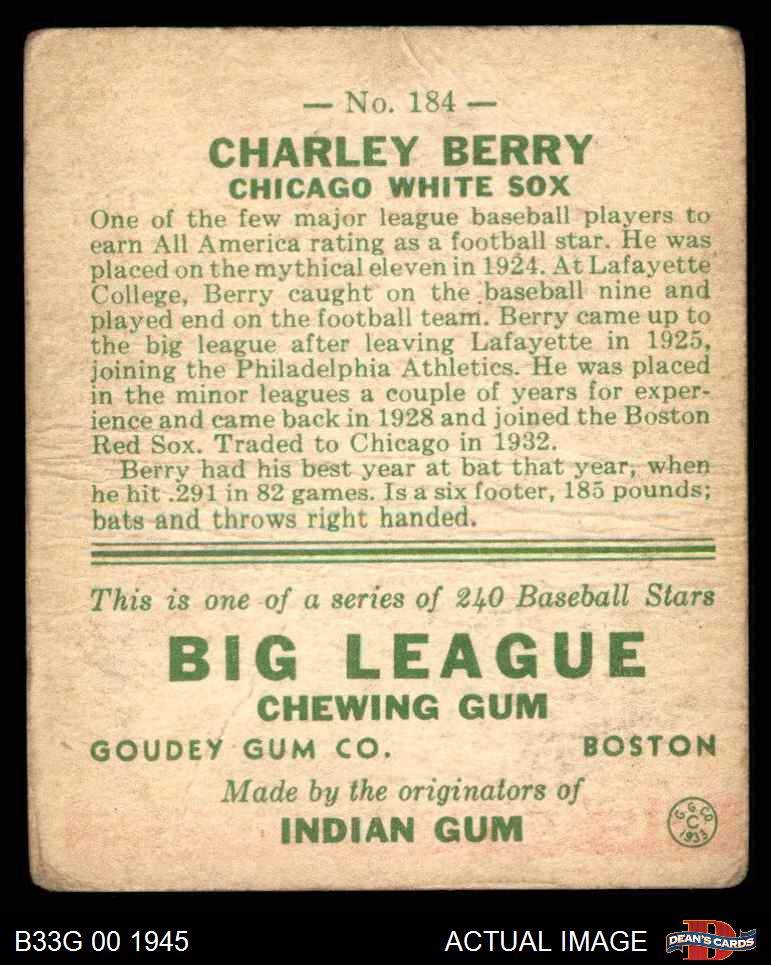 — No. 184 —
CHARLEY BERRY
CHICAGO WHITE SOX
One of the few major league baseball players to
earn All America rating as a football star. He was
placed on the mythical eleven in 1924. At Lafayette
College, Berry caught on the baseball nine and
played end on the football team. Berry came up to
the big league after leaving Lafayette in 1925,
joining the Philadelphia Athletics. He was placed
in the minor leagues a couple of years for exper-
ience and came back in 1928 and joined the Boston
Red Sox. Traded to Chicago in 1932.
Berry had his best year at bat that year, when
he hit .291 in 82 games. Is a six footer, 185 pounds;
bats and throws right handed.
This is one of a series of 240 Baseball Stars
BIG LEAGUE
CHEWING GUM
GOUDEY GUM CO. BOSTON
Made by the originators of
INDIAN GUM
G. G. CO.
C
1933
B33G 00 1945 ACTUAL IMAGE
D
DEAN'S CARDS